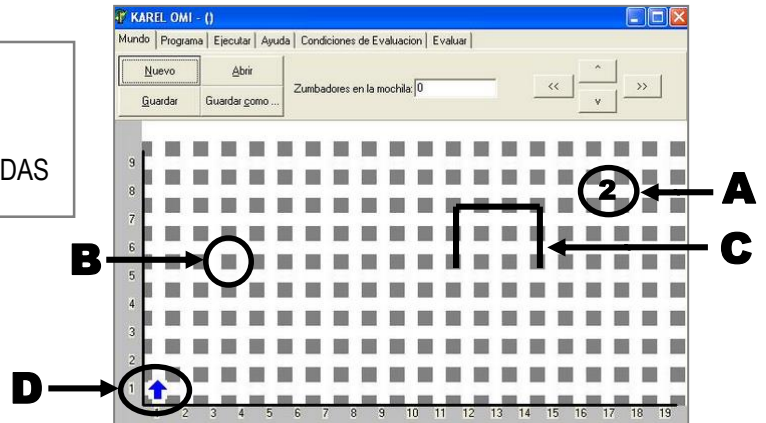 KAREL OMI - ()
Mundo Programa Ejecutar Ayuda Condiciones de Evaluacion Evaluar
Nuevo Abrir
Zumbadores en la mochila: 0
<< ^ >>
Guardar Guardar como ...
v
DAS
9
8 2 A
7
6 C
B
5
4
3
2
D 1
1 2 3 4 5 6 7 8 9 10 11 12 13 14 15 16 17 18 19